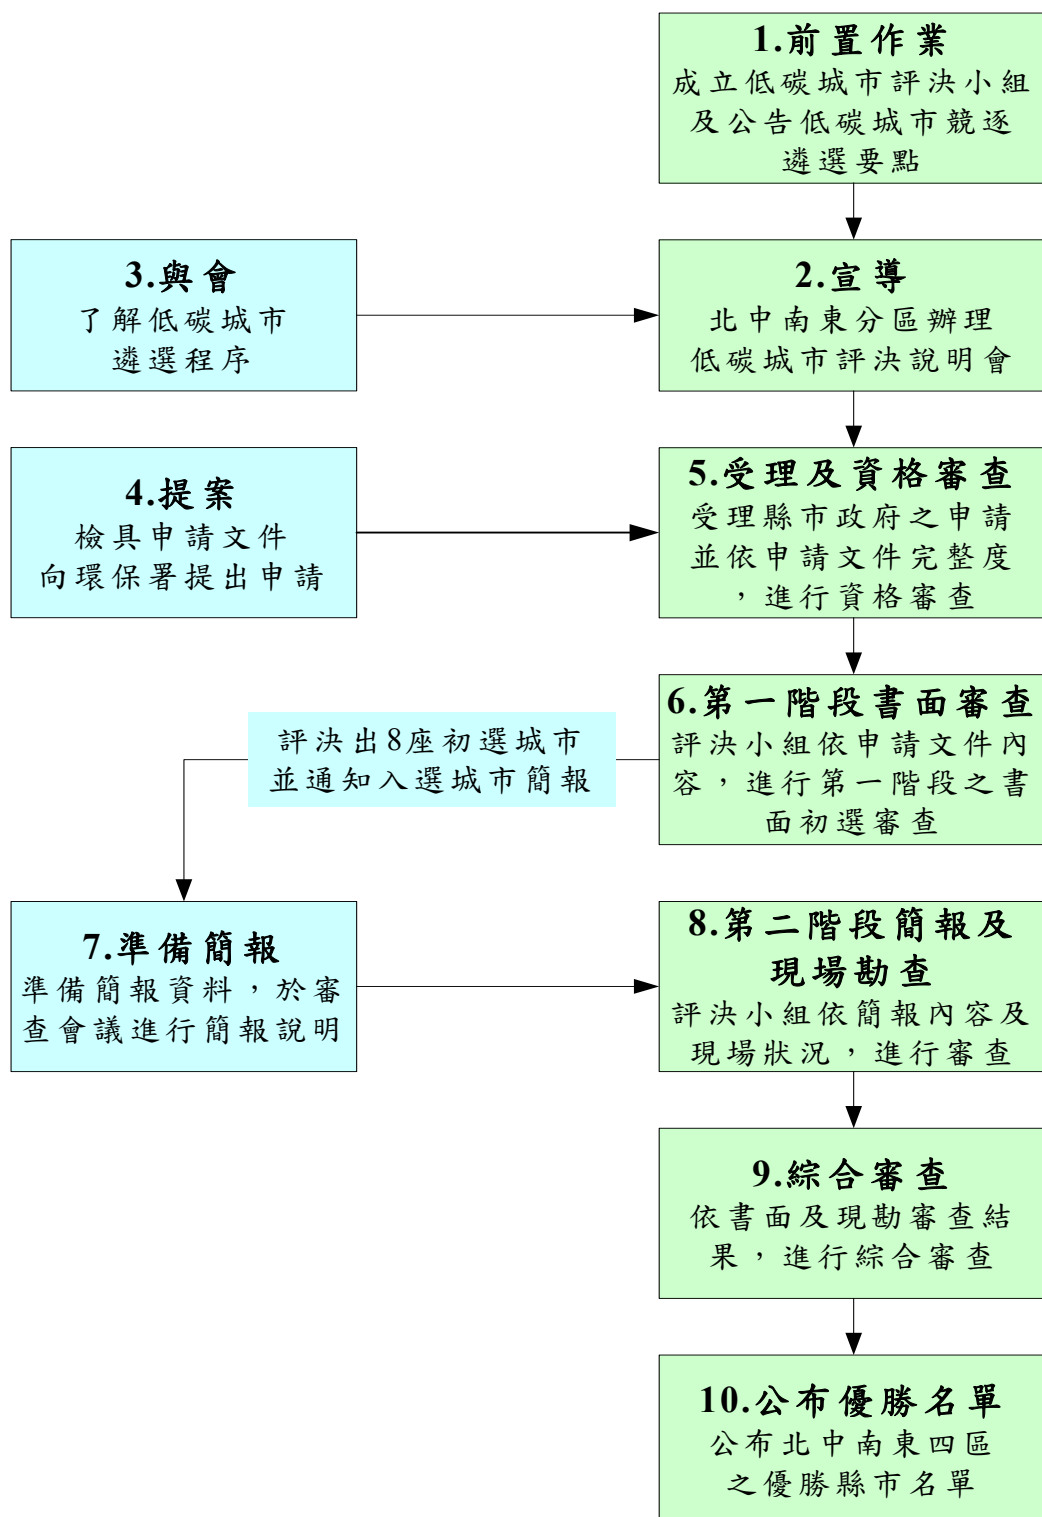 1.前置作業
成立低碳城市評決小組
及公告低碳城市競逐
遴選要點
3.與會
了解低碳城市
遴選程序
2.宣導
北中南東分區辦理
低碳城市評決說明會
4.提案
檢具申請文件
向環保署提出申請
5.受理及資格審查
受理縣市政府之申請
並依申請文件完整度
，進行資格審查
6.第一階段書面審查
評決小組依申請文件內
容，進行第一階段之書
面初選審查
評決出8座初選城市
並通知入選城市簡報
7.準備簡報
準備簡報資料，於審
查會議進行簡報說明
8.第二階段簡報及
現場勘查
評決小組依簡報內容及
現場狀況，進行審查
9.綜合審查
依書面及現勘審查結
果，進行綜合審查
10.公布優勝名單
公布北中南東四區
之優勝縣市名單